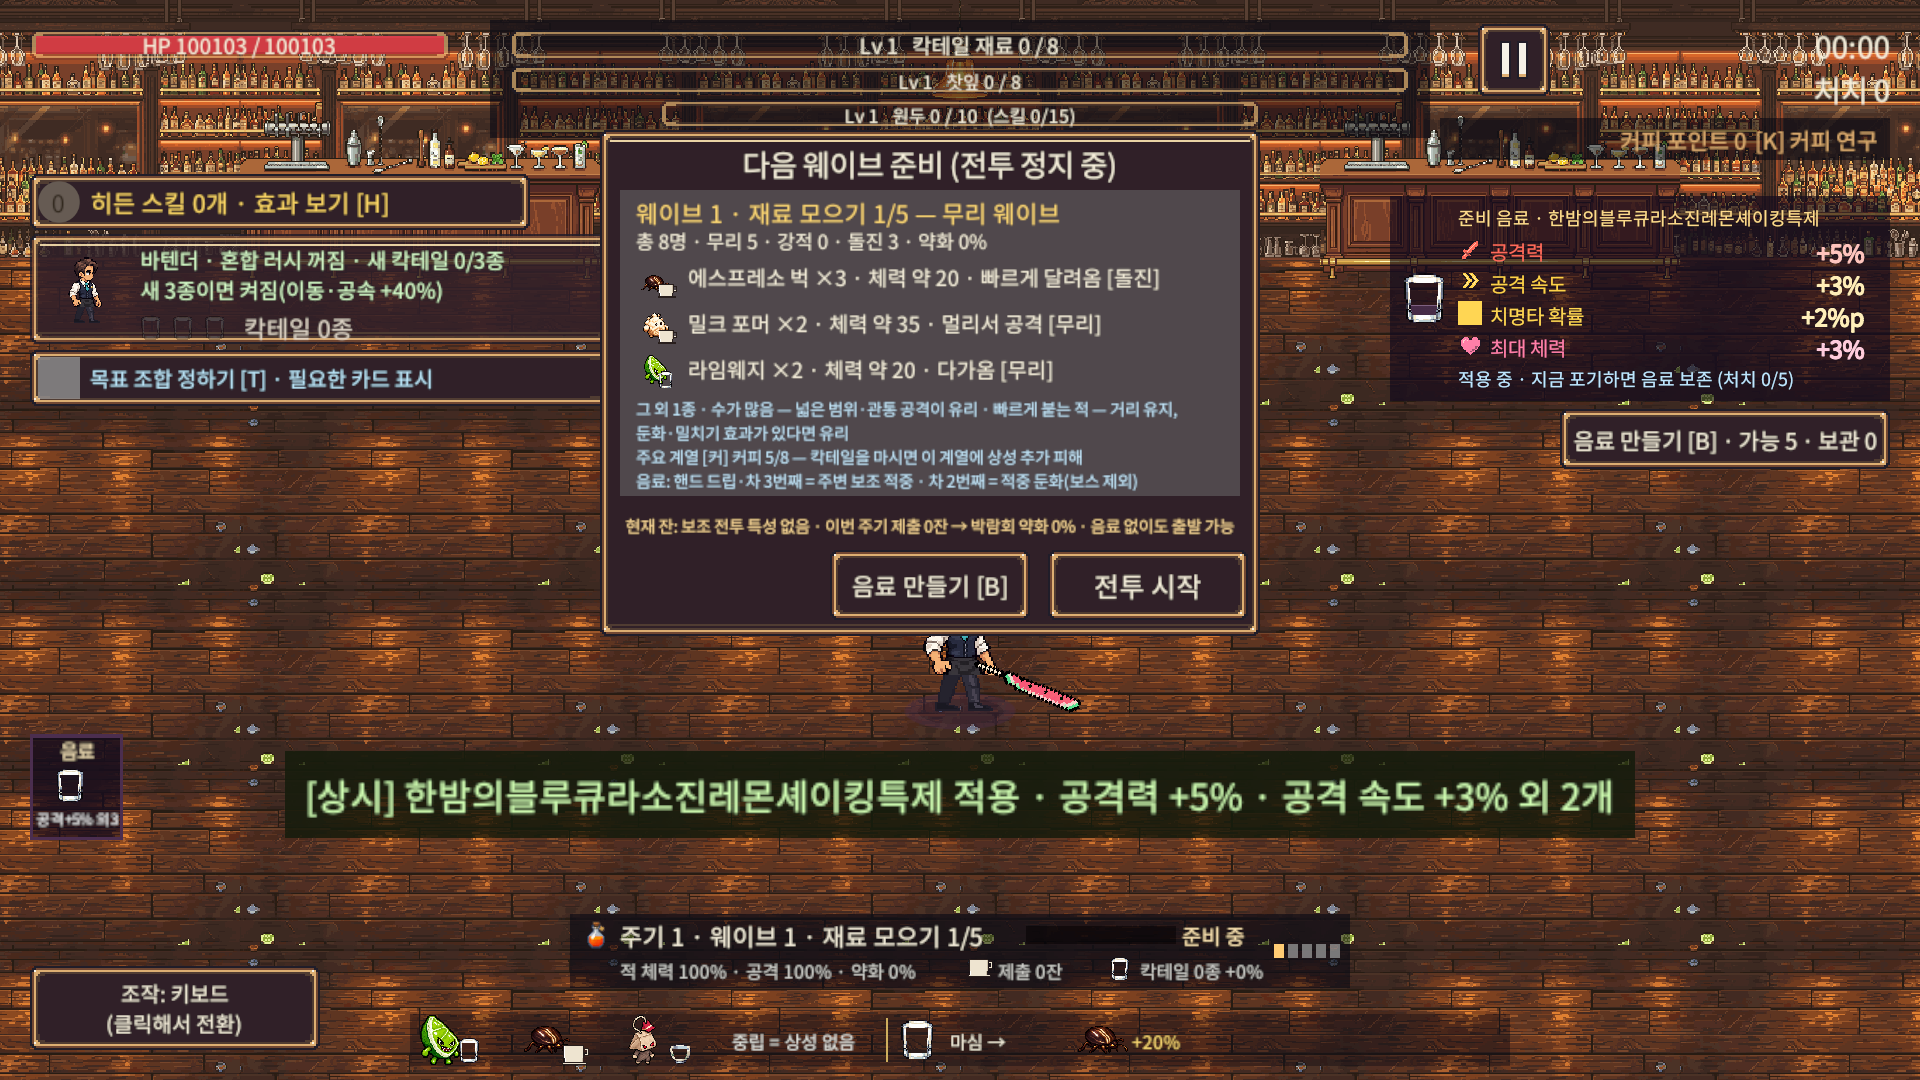 HP 100103 / 100103
Lv 1 칵테일 재료 0 / 8
Lv 1 찻잎 0 / 8
Lv 1 원두 0 / 10 (스킬 0/15)
00:00
처치 0
커피 포인트 0 [K] 커피 연구
0 히든 스킬 0개 · 효과 보기 [H]
바텐더 · 혼합 러시 꺼짐 · 새 칵테일 0/3종
새 3종이면 켜짐(이동·공속 +40%)
칵테일 0종
목표 조합 정하기 [T] · 필요한 카드 표시
다음 웨이브 준비 (전투 정지 중)
웨이브 1 · 재료 모으기 1/5 — 무리 웨이브
총 8명 · 무리 5 · 강적 0 · 돌진 3 · 약화 0%
에스프레소 벅 ×3 · 체력 약 20 · 빠르게 달려옴 [돌진]
밀크 포머 ×2 · 체력 약 35 · 멀리서 공격 [무리]
라임웨지 ×2 · 체력 약 20 · 다가옴 [무리]
그 외 1종 · 수가 많음 — 넓은 범위·관통 공격이 유리 · 빠르게 붙는 적 — 거리 유지,
둔화·밀치기 효과가 있다면 유리
주요 계열 [커] 커피 5/8 — 칵테일을 마시면 이 계열에 상성 추가 피해
음료: 핸드 드립·차 3번째 = 주변 보조 적중 · 차 2번째 = 적중 둔화(보스 제외)
현재 잔: 보조 전투 특성 없음 · 이번 주기 제출 0잔 → 박람회 약화 0% · 음료 없이도 출발 가능
음료 만들기 [B]
전투 시작
준비 음료 · 한밤의블루큐라소진레몬셰이킹특제
공격력 +5%
공격 속도 +3%
치명타 확률 +2%p
최대 체력 +3%
적용 중 · 지금 포기하면 음료 보존 (처치 0/5)
음료 만들기 [B] · 가능 5 · 보관 0
음료
공격+5% 외3
[상시] 한밤의블루큐라소진레몬셰이킹특제 적용 · 공격력 +5% · 공격 속도 +3% 외 2개
주기 1 · 웨이브 1 · 재료 모으기 1/5
준비 중
적 체력 100% · 공격 100% · 약화 0%
제출 0잔
칵테일 0종 +0%
조작: 키보드
(클릭해서 전환)
중립 = 상성 없음
마심 →
+20%